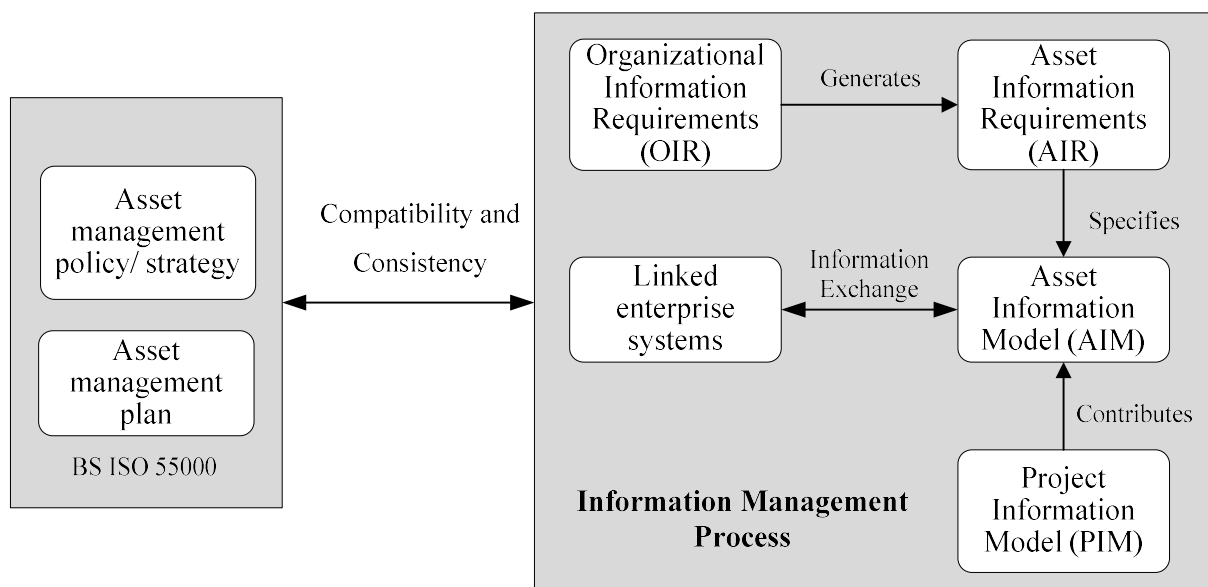 Asset
management
policy/ strategy
Asset
management
plan
BS ISO 55000
Compatibility and
Consistency
Organizational
Information
Requirements
(OIR)
Generates
Asset
Information
Requirements
(AIR)
Specifies
Linked
enterprise
systems
Information
Exchange
Asset
Information
Model (AIM)
Contributes
Project
Information
Model (PIM)
Information Management
Process